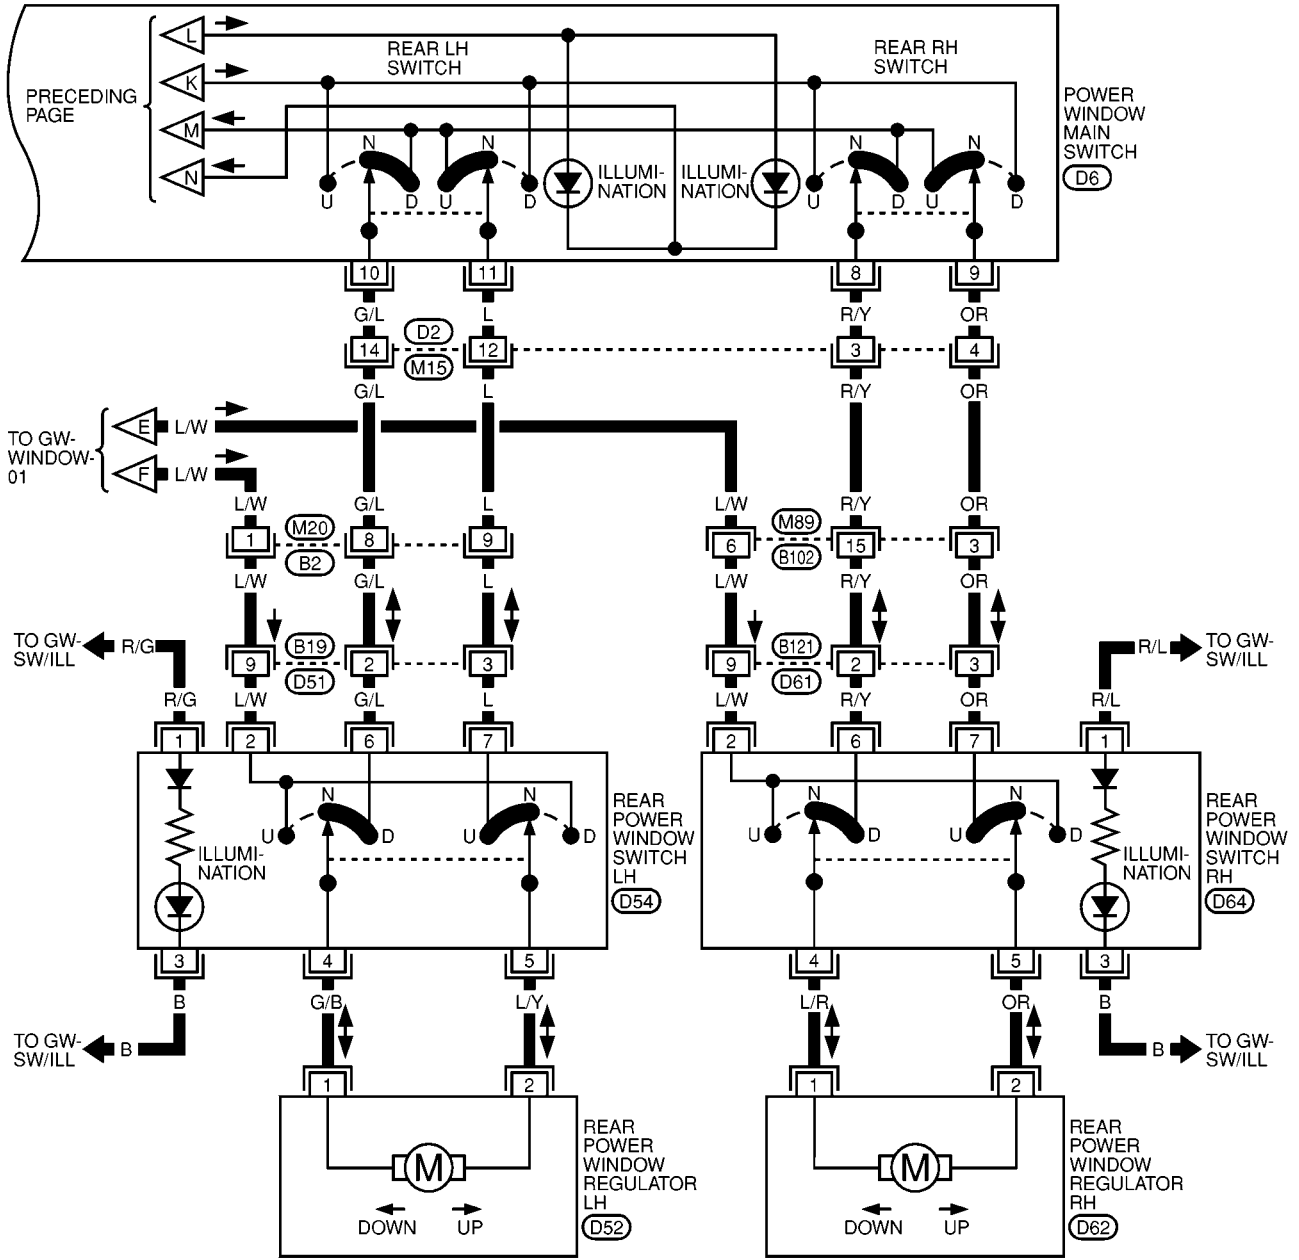 L
REAR LH
SWITCH
REAR RH
SWITCH
K
PRECEDING
PAGE
M
N
POWER
WINDOW
MAIN
SWITCH
D6
N N
N N
ILLUMI-
NATION
ILLUMI-
NATION
U D U D
U D U D
10 11 8 9
G/L L R/Y OR
D2
14 12 3 4
M15
G/L L R/Y OR
TO GW-
WINDOW-
01
E L/W
F L/W
L/W G/L L L/W R/Y OR
M20 M89
1 8 9 6 15 3
B2 B102
L/W G/L L L/W R/Y OR
TO GW-
SW/ILL
R/G
B19 B121
R/L
TO GW-
SW/ILL
9 2 3 9 2 3
D51 D61
R/G L/W G/L L L/W R/Y OR R/L
1 2 6 7 2 6 7 1
N N N N
U D U D
U D U D
ILLUMI-
NATION
REAR
POWER
WINDOW
SWITCH
LH
D54
ILLUMI-
NATION
REAR
POWER
WINDOW
SWITCH
RH
D64
3 4 5 4 5 3
B G/B L/Y L/R OR B
TO GW-
SW/ILL
B
B
TO GW-
SW/ILL
1 2 1 2
M
DOWN UP
REAR
POWER
WINDOW
REGULATOR
LH
D52
M
DOWN UP
REAR
POWER
WINDOW
REGULATOR
RH
D62